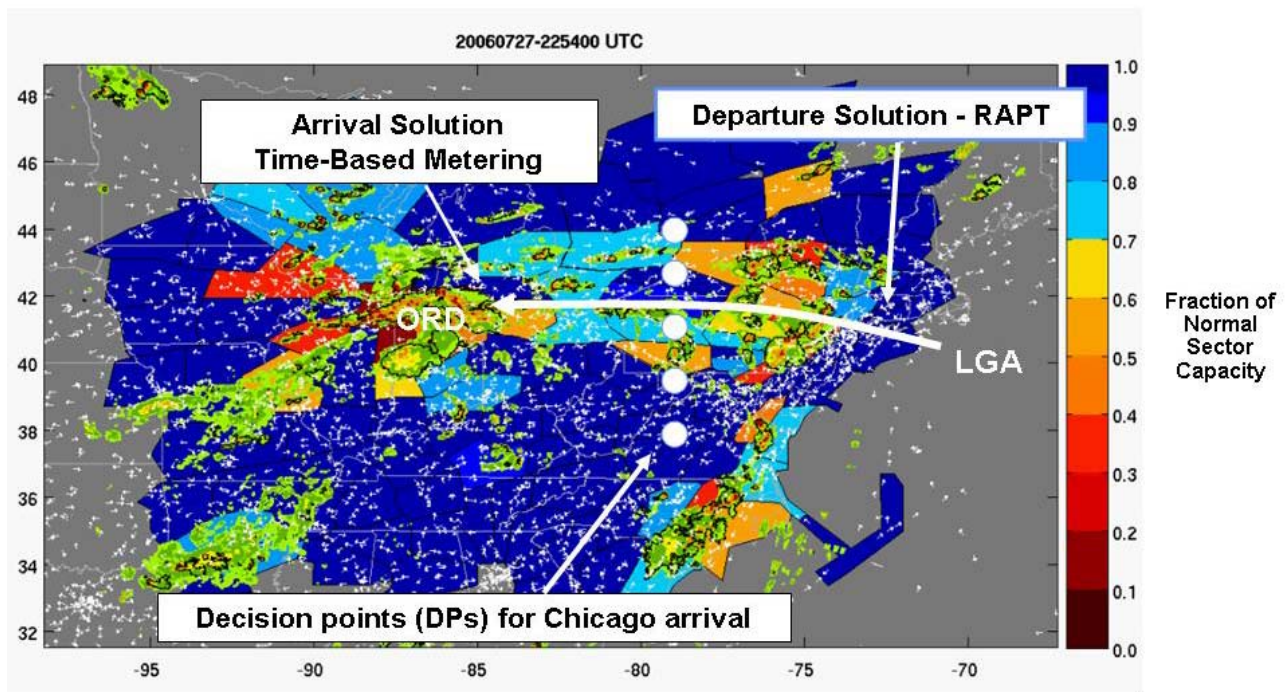 20060727-225400 UTC
Arrival Solution
Time-Based Metering
Departure Solution - RAPT
48
46
44
42
40
38
36
34
32
ORD
LGA
Decision points (DPs) for Chicago arrival
-95
-90
-85
-80
-75
-70
1.0
0.9
0.8
0.7
0.6
0.5
0.4
0.3
0.2
0.1
0.0
Fraction of
Normal
Sector
Capacity